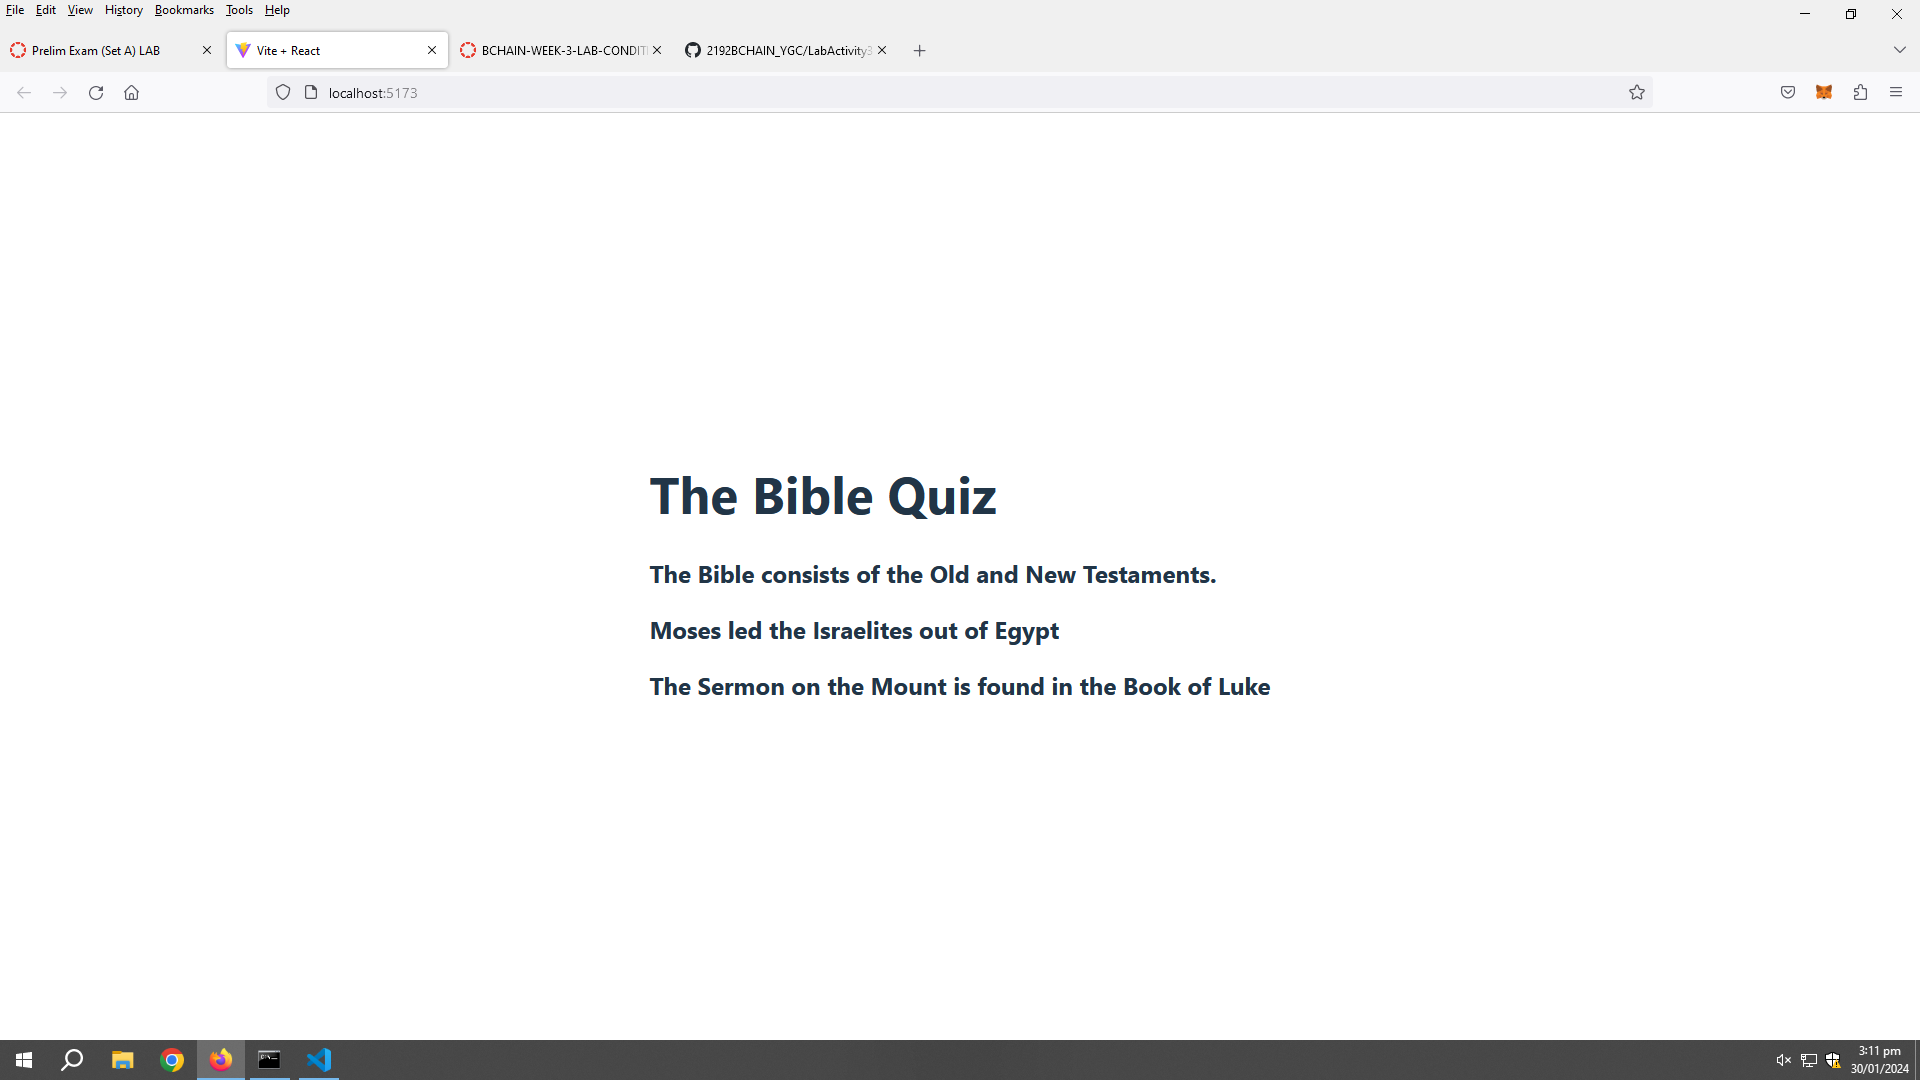 File Edit View History Bookmarks Tools Help
Prelim Exam (Set A) LAB
Vite + React
BCHAIN-WEEK-3-LAB-CONDITI
2192BCHAIN_YGC/LabActivity3
localhost:5173
The Bible Quiz
The Bible consists of the Old and New Testaments.
Moses led the Israelites out of Egypt
The Sermon on the Mount is found in the Book of Luke
3:11 pm
30/01/2024